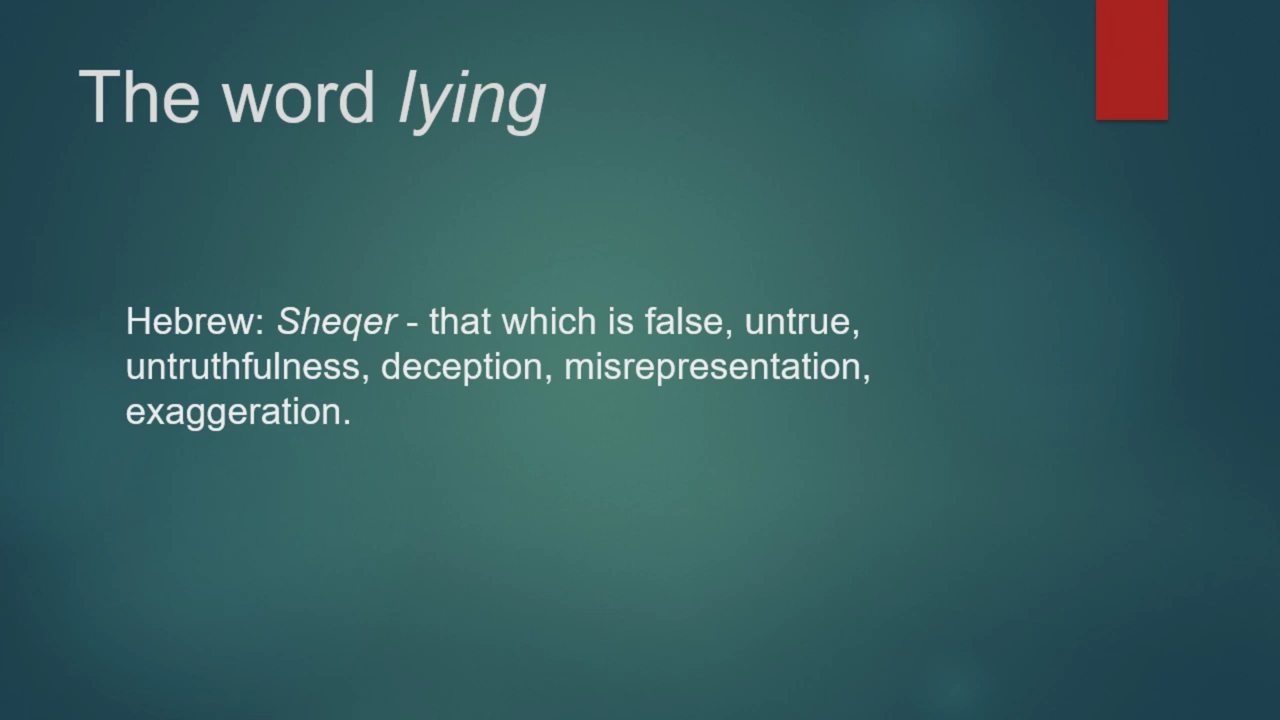 The word lying
Hebrew: Sheqer - that which is false, untrue,
untruthfulness, deception, misrepresentation,
exaggeration.